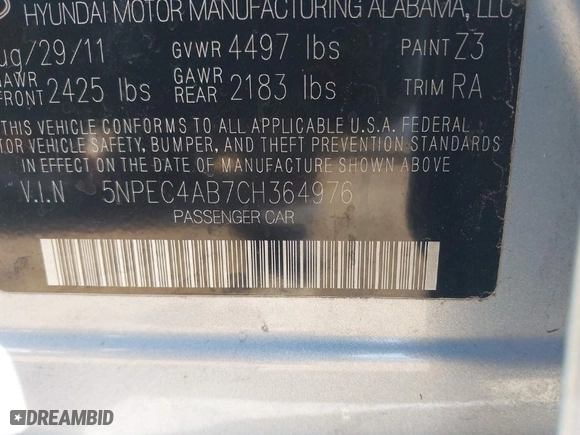 HYUNDAI MOTOR MANUFACTURING ALABAMA, LLC
ug/29/11 GVWR 4497 lbs PAINT Z3
GAWR FRONT 2425 lbs GAWR REAR 2183 lbs TRIM RA
THIS VEHICLE CONFORMS TO ALL APPLICABLE U.S.A. FEDERAL
TOR VEHICLE SAFETY, BUMPER, AND THEFT PREVENTION STANDARDS
IN EFFECT ON THE DATE OF MANUFACTURE SHOWN ABOVE
V.I.N 5NPEC4AB7CH364976
PASSENGER CAR
DREAMBID